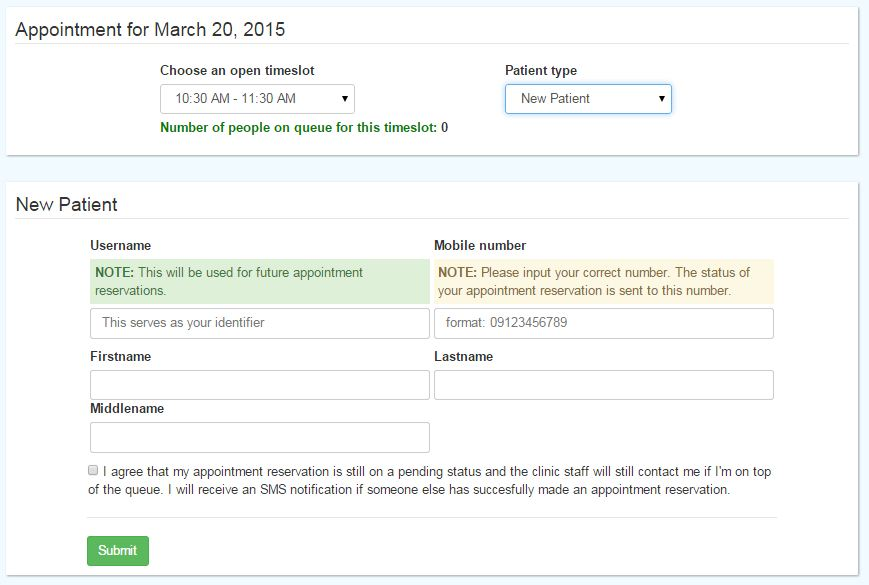 Appointment for March 20, 2015
Choose an open timeslot
Patient type
10:30 AM - 11:30 AM
New Patient
Number of people on queue for this timeslot: 0
New Patient
Username
Mobile number
NOTE: This will be used for future appointment
reservations.
NOTE: Please input your correct number. The status of
your appointment reservation is sent to this number.
This serves as your identifier
format: 09123456789
Firstname
Lastname
Middlename
I agree that my appointment reservation is still on a pending status and the clinic staff will still contact me if I'm on top
of the queue. I will receive an SMS notification if someone else has succesfully made an appointment reservation.
Submit